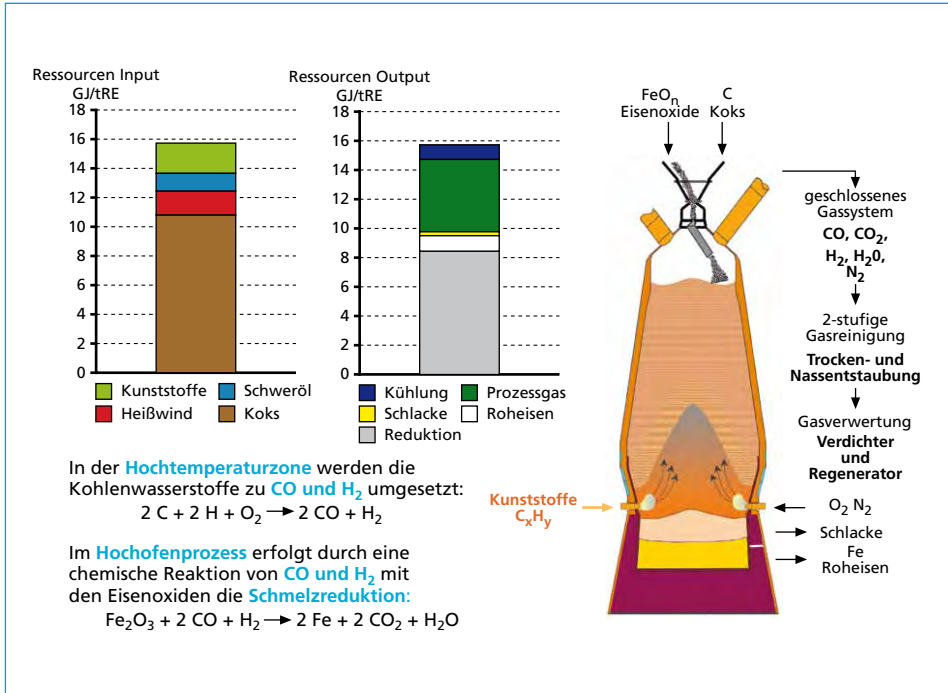 Ressourcen Input
GJ/tRE
18
16
14
12
10
8
6
4
2
0
Kunststoffe
Schweröl
Heißwind
Koks
Ressourcen Output
GJ/tRE
18
16
14
12
10
8
6
4
2
0
Kühlung
Prozessgas
Schlacke
Roheisen
Reduktion
In der Hochtemperaturzone werden die
Kohlenwasserstoffe zu CO und H₂ umgesetzt:
2 C + 2 H + O₂ → 2 CO + H₂
Im Hochofenprozess erfolgt durch eine
chemische Reaktion von CO und H₂ mit
den Eisenoxiden die Schmelzreduktion:
Fe₂O₃ + 2 CO + H₂ → 2 Fe + 2 CO₂ + H₂O
FeOₙ
Eisenoxide
C
Koks
geschlossenes
Gassystem
CO, CO₂,
H₂, H₂0,
N₂
2-stufige
Gasreinigung
Trocken- und
Nassentstaubung
Gasverwertung
Verdichter
und
Regenerator
Kunststoffe
CₓHᵧ
O₂ N₂
Schlacke
Fe
Roheisen